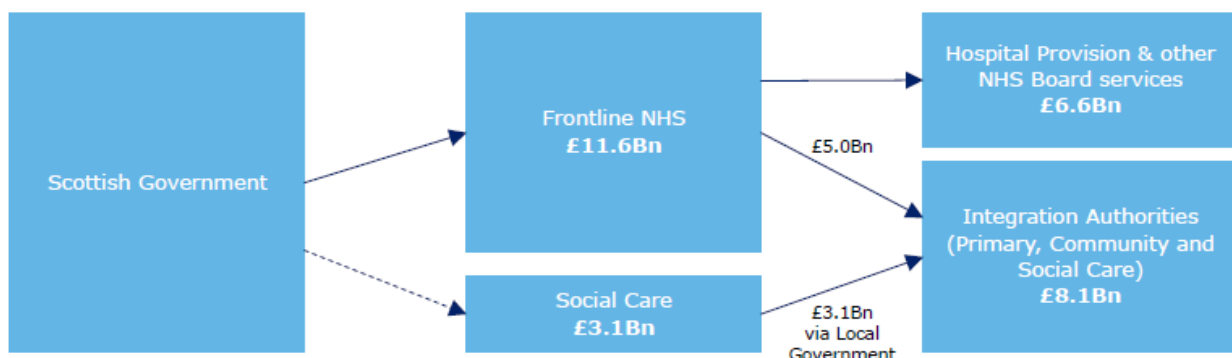 Scottish Government
Frontline NHS
£11.6Bn
Social Care
£3.1Bn
£5.0Bn
£3.1Bn
via Local
Government
Hospital Provision & other
NHS Board services
£6.6Bn
Integration Authorities
(Primary, Community and
Social Care)
£8.1Bn